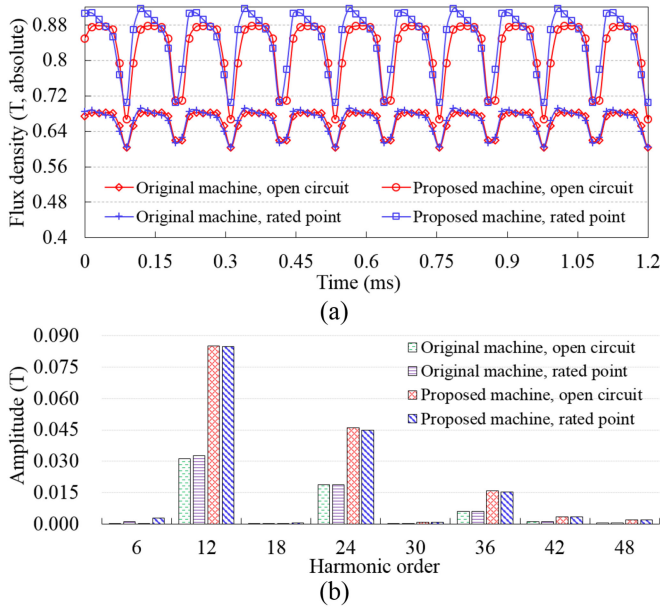 0.88
0.8
0.72
0.64
0.56
0.48
0.4
Flux density (T, absolute)
Original machine, open circuit
Proposed machine, open circuit
Original machine, rated point
Proposed machine, rated point
0 0.15 0.3 0.45 0.6 0.75 0.9 1.05 1.2
Time (ms)
(a)
0.090
0.075
0.060
0.045
0.030
0.015
0.000
Amplitude (T)
Original machine, open circuit
Original machine, rated point
Proposed machine, open circuit
Proposed machine, rated point
6 12 18 24 30 36 42 48
Harmonic order
(b)